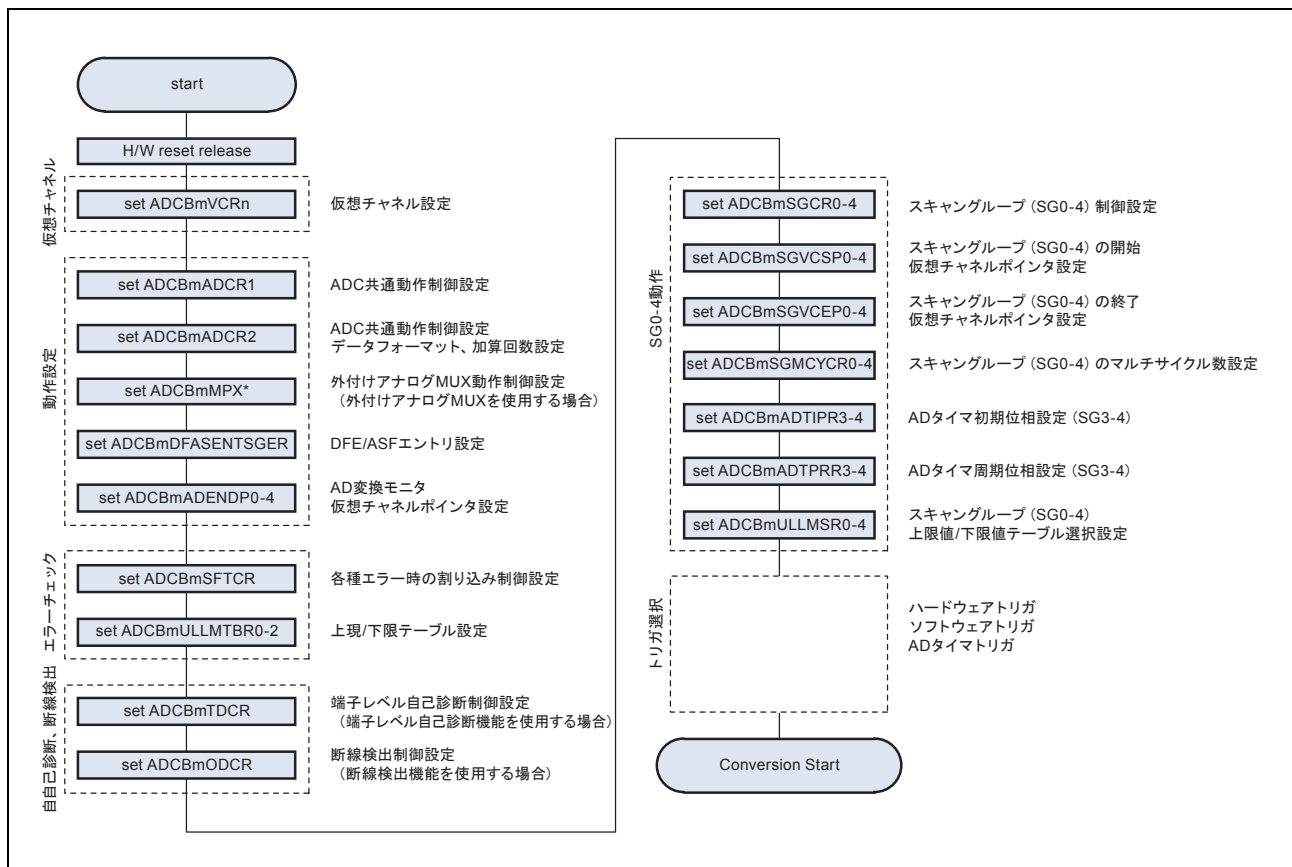 start
H/W reset release
仮想チャネル
set ADCBmVCRn
仮想チャネル設定
動作設定
set ADCBmADCR1
ADC共通動作制御設定
set ADCBmADCR2
ADC共通動作制御設定
データフォーマット、加算回数設定
set ADCBmMPX*
外付けアナログMUX動作制御設定
（外付けアナログMUXを使用する場合）
set ADCBmDFASENTSGER
DFE/ASFエントリ設定
set ADCBmADENDP0-4
AD変換モニタ
仮想チャネルポインタ設定
エラーチェック
set ADCBmSFTCR
各種エラー時の割り込み制御設定
set ADCBmULLMTBR0-2
上現/下限テーブル設定
自自己診断、断線検出
set ADCBmTDCR
端子レベル自己診断制御設定
（端子レベル自己診断機能を使用する場合）
set ADCBmODCR
断線検出制御設定
（断線検出機能を使用する場合）
SG0-4動作
set ADCBmSGCR0-4
スキャングループ（SG0-4）制御設定
set ADCBmSGVCSP0-4
スキャングループ（SG0-4）の開始
仮想チャネルポインタ設定
set ADCBmSGVCEP0-4
スキャングループ（SG0-4）の終了
仮想チャネルポインタ設定
set ADCBmSGMCYCR0-4
スキャングループ（SG0-4）のマルチサイクル数設定
set ADCBmADTIPR3-4
ADタイマ初期位相設定（SG3-4）
set ADCBmADTPRR3-4
ADタイマ周期位相設定（SG3-4）
set ADCBmULLMSR0-4
スキャングループ（SG0-4）
上限値/下限値テーブル選択設定
トリガ選択
ハードウェアトリガ
ソフトウェアトリガ
ADタイマトリガ
Conversion Start